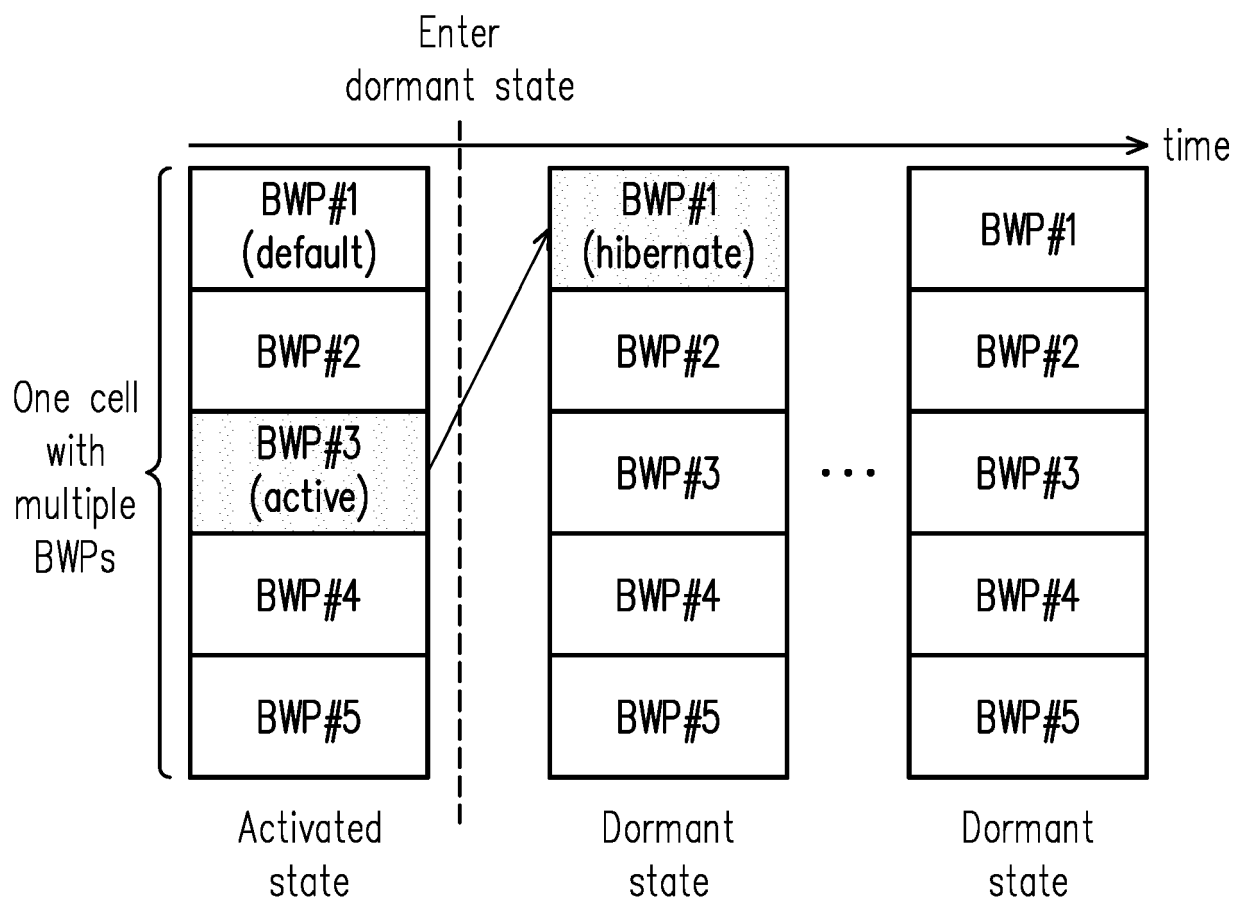 Enter
dormant state
time
One cell
with
multiple
BWPs
BWP#1
(default)
BWP#2
BWP#3
(active)
BWP#4
BWP#5
Activated
state
BWP#1
(hibernate)
BWP#2
BWP#3
BWP#4
BWP#5
Dormant
state
...
BWP#1
BWP#2
BWP#3
BWP#4
BWP#5
Dormant
state